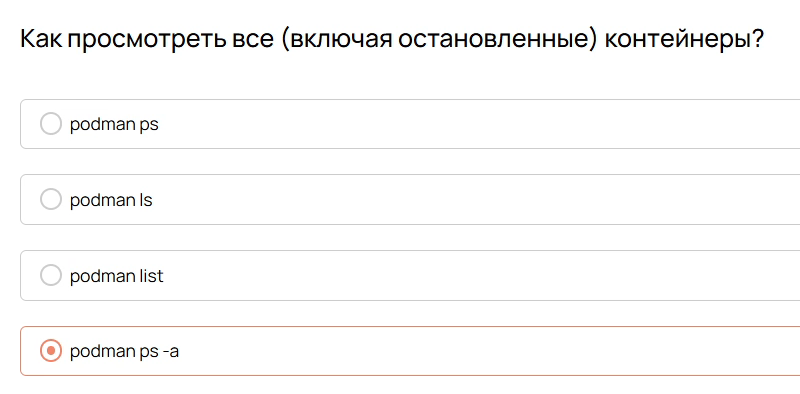 Как просмотреть все (включая остановленные) контейнеры?
podman ps
podman ls
podman list
podman ps -a